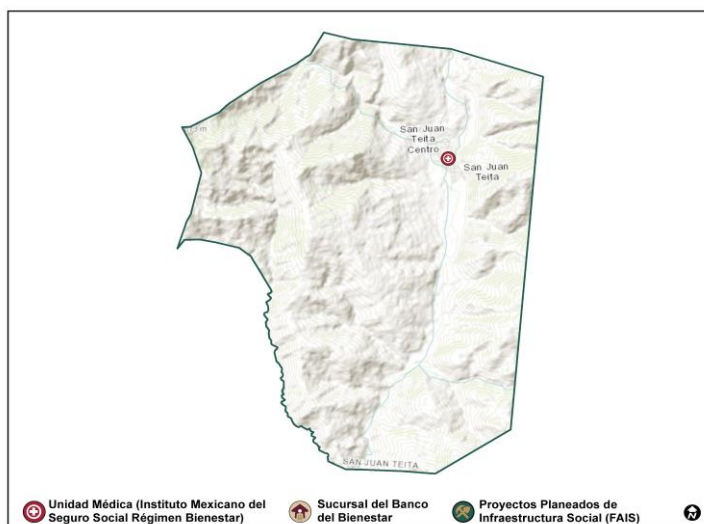 San Juan
Teita
Centro
San Juan
Teita
SAN JUAN TEITA
Unidad Médica (Instituto Mexicano del
Seguro Social Régimen Bienestar)
Sucursal del Banco
del Bienestar
Proyectos Planeados de
Infraestructura Social (FAIS)
N